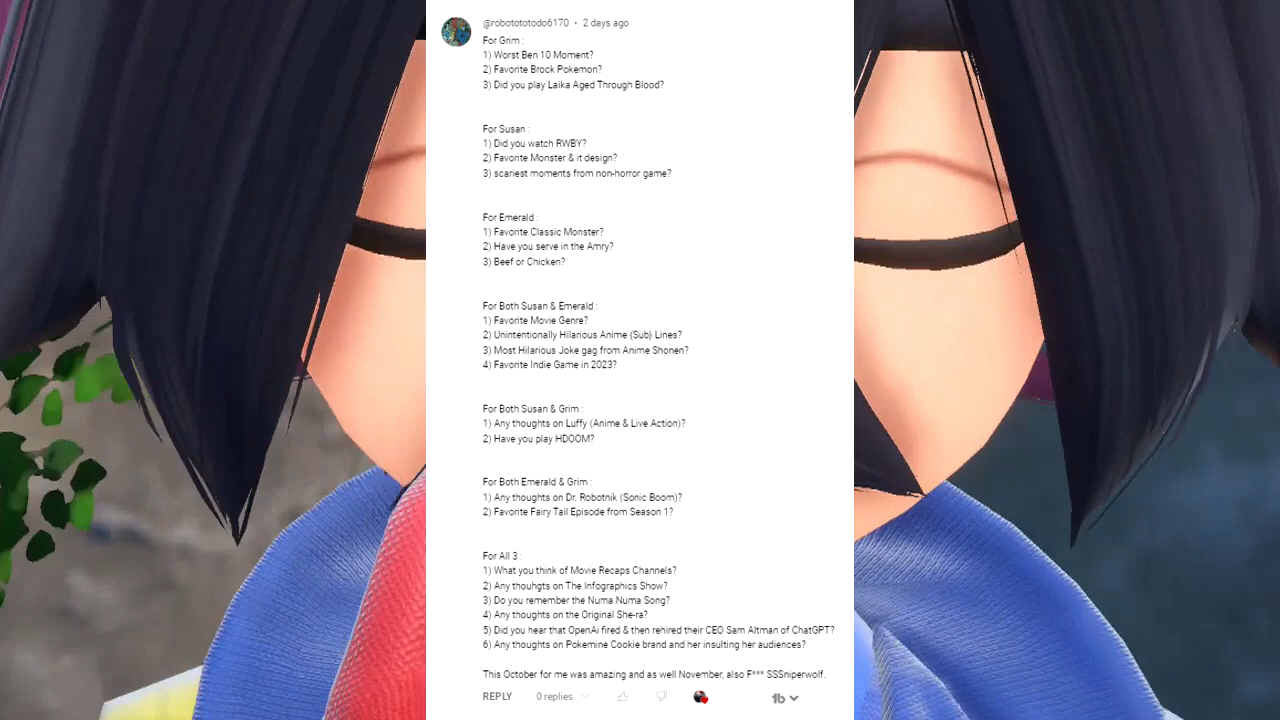 @robotototodo6170 • 2 days ago
For Grim :
1) Worst Ben 10 Moment?
2) Favorite Brock Pokemon?
3) Did you play Laika Aged Through Blood?
For Susan :
1) Did you watch RWBY?
2) Favorite Monster & it design?
3) scariest moments from non-horror game?
For Emerald :
1) Favorite Classic Monster?
2) Have you serve in the Amry?
3) Beef or Chicken?
For Both Susan & Emerald :
1) Favorite Movie Genre?
2) Unintentionally Hilarious Anime (Sub) Lines?
3) Most Hilarious Joke gag from Anime Shonen?
4) Favorite Indie Game in 2023?
For Both Susan & Grim :
1) Any thoughts on Luffy (Anime & Live Action)?
2) Have you play HDOOM?
For Both Emerald & Grim :
1) Any thoughts on Dr. Robotnik (Sonic Boom)?
2) Favorite Fairy Tail Episode from Season 1?
For All 3 :
1) What you think of Movie Recaps Channels?
2) Any thouhgts on The Infographics Show?
3) Do you remember the Numa Numa Song?
4) Any thoughts on the Original She-ra?
5) Did you hear that OpenAi fired & then rehired their CEO Sam Altman of ChatGPT?
6) Any thoughts on Pokemine Cookie brand and her insulting her audiences?
This October for me was amazing and as well November, also F*** SSSniperwolf.
REPLY 0 replies